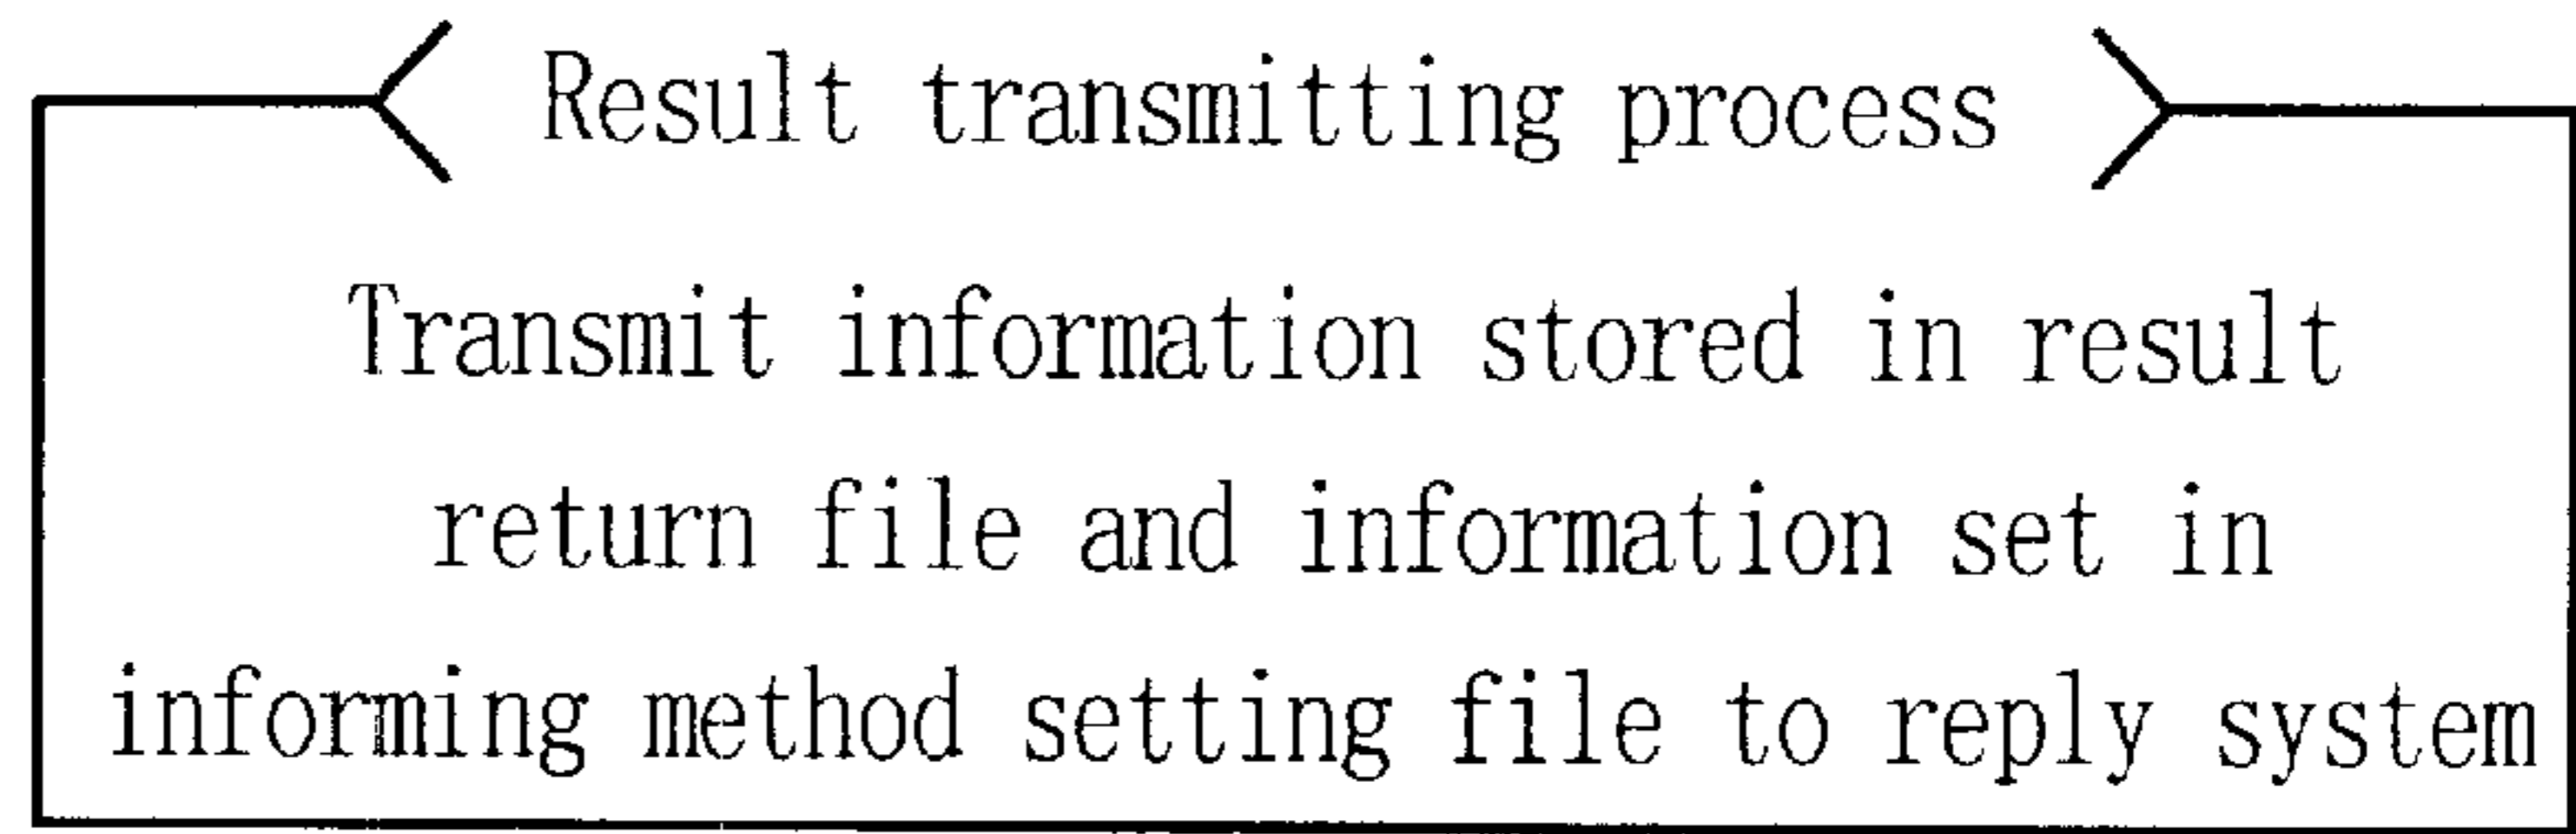 Result transmitting process
Transmit information stored in result
return file and information set in
informing method setting file to reply system